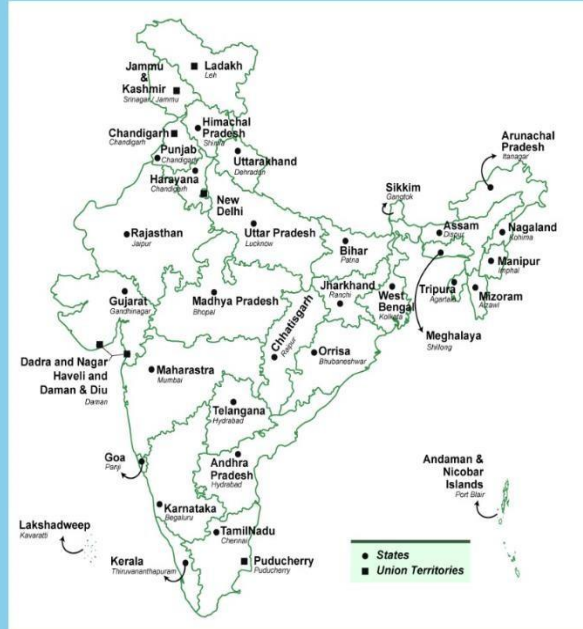 Jammu
&
Kashmir
Srinagar / Jammu
Ladakh
Leh
Chandigarh
Chandigarh
Himachal
Pradesh
Shimla
Punjab
Chandigarh
Uttarakhand
Dehradan
Harayana
Chandigarh
New
Delhi
Arunachal
Pradesh
Itanagar
Sikkim
Gangtok
Rajasthan
Jaipur
Uttar Pradesh
Lucknow
Bihar
Patna
Assam
Dispur
Nagaland
Kohima
Manipur
Imphal
Gujarat
Gandhinagar
Madhya Pradesh
Bhopal
Jharkhand
Ranchi
West
Bengal
Kolkata
Tripura
Agartala
Mizoram
Aizawl
Meghalaya
Shillong
Chhatisgarh
Raipur
Orrisa
Bhubaneshwar
Dadra and Nagar
Haveli and
Daman & Diu
Daman
Maharastra
Mumbai
Telangana
Hydrabad
Goa
Panji
Andhra
Pradesh
Hydrabad
Andaman &
Nicobar
Islands
Port Blair
Karnataka
Begaluru
Lakshadweep
Kavaratti
TamilNadu
Chennai
Kerala
Thiruvananthapuram
Puducherry
Puducherry
States
Union Territories